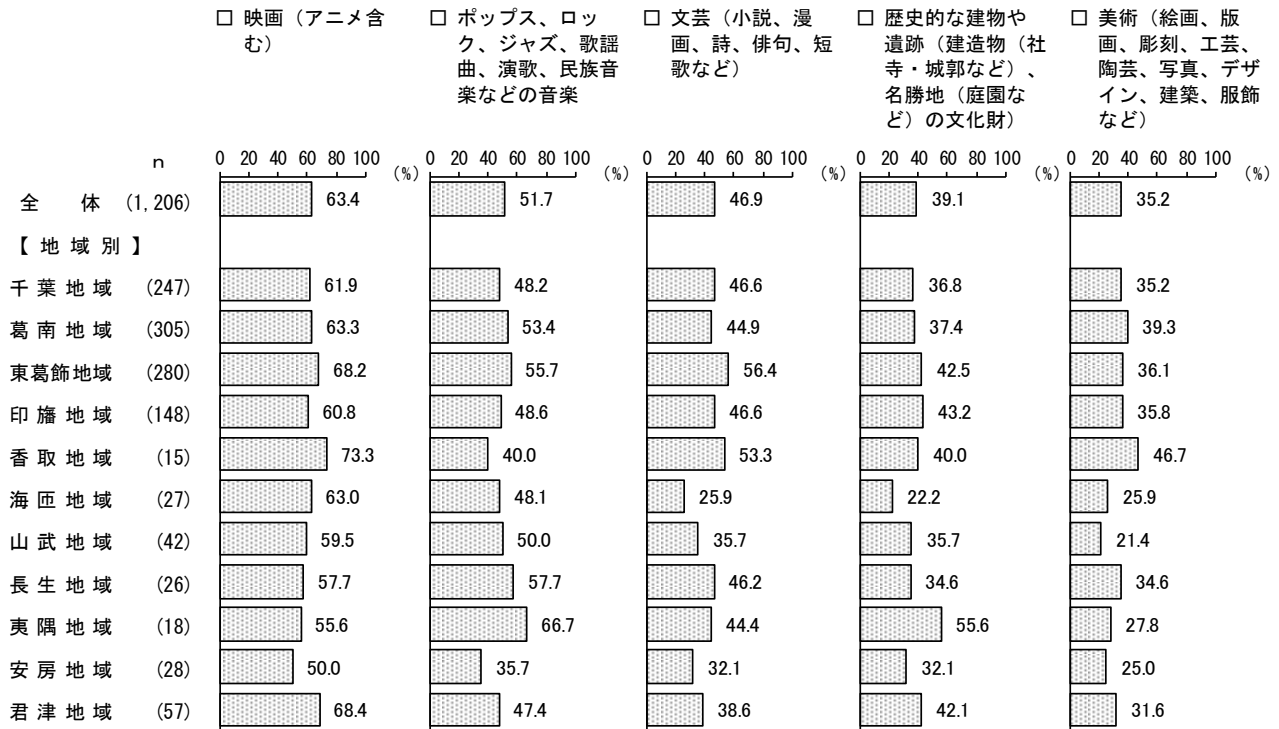 □ 映画（アニメ含
む）
□ ポップス、ロッ
ク、ジャズ、歌謡
曲、演歌、民族音
楽などの音楽
□ 文芸（小説、漫
画、詩、俳句、短
歌など）
□ 歴史的な建物や
遺跡（建造物（社
寺・城郭など）、
名勝地（庭園な
ど）の文化財）
□ 美術（絵画、版
画、彫刻、工芸、
陶芸、写真、デザ
イン、建築、服飾
など）
n 0 20 40 60 80 100 (%) 0 20 40 60 80 100 (%) 0 20 40 60 80 100 (%) 0 20 40 60 80 100 (%) 0 20 40 60 80 100 (%)
全 体 (1,206) 63.4 51.7 46.9 39.1 35.2
【地域別】
千葉地域 (247) 61.9 48.2 46.6 36.8 35.2
葛南地域 (305) 63.3 53.4 44.9 37.4 39.3
東葛飾地域 (280) 68.2 55.7 56.4 42.5 36.1
印旛地域 (148) 60.8 48.6 46.6 43.2 35.8
香取地域 (15) 73.3 40.0 53.3 40.0 46.7
海匝地域 (27) 63.0 48.1 25.9 22.2 25.9
山武地域 (42) 59.5 50.0 35.7 35.7 21.4
長生地域 (26) 57.7 57.7 46.2 34.6 34.6
夷隅地域 (18) 55.6 66.7 44.4 55.6 27.8
安房地域 (28) 50.0 35.7 32.1 32.1 25.0
君津地域 (57) 68.4 47.4 38.6 42.1 31.6